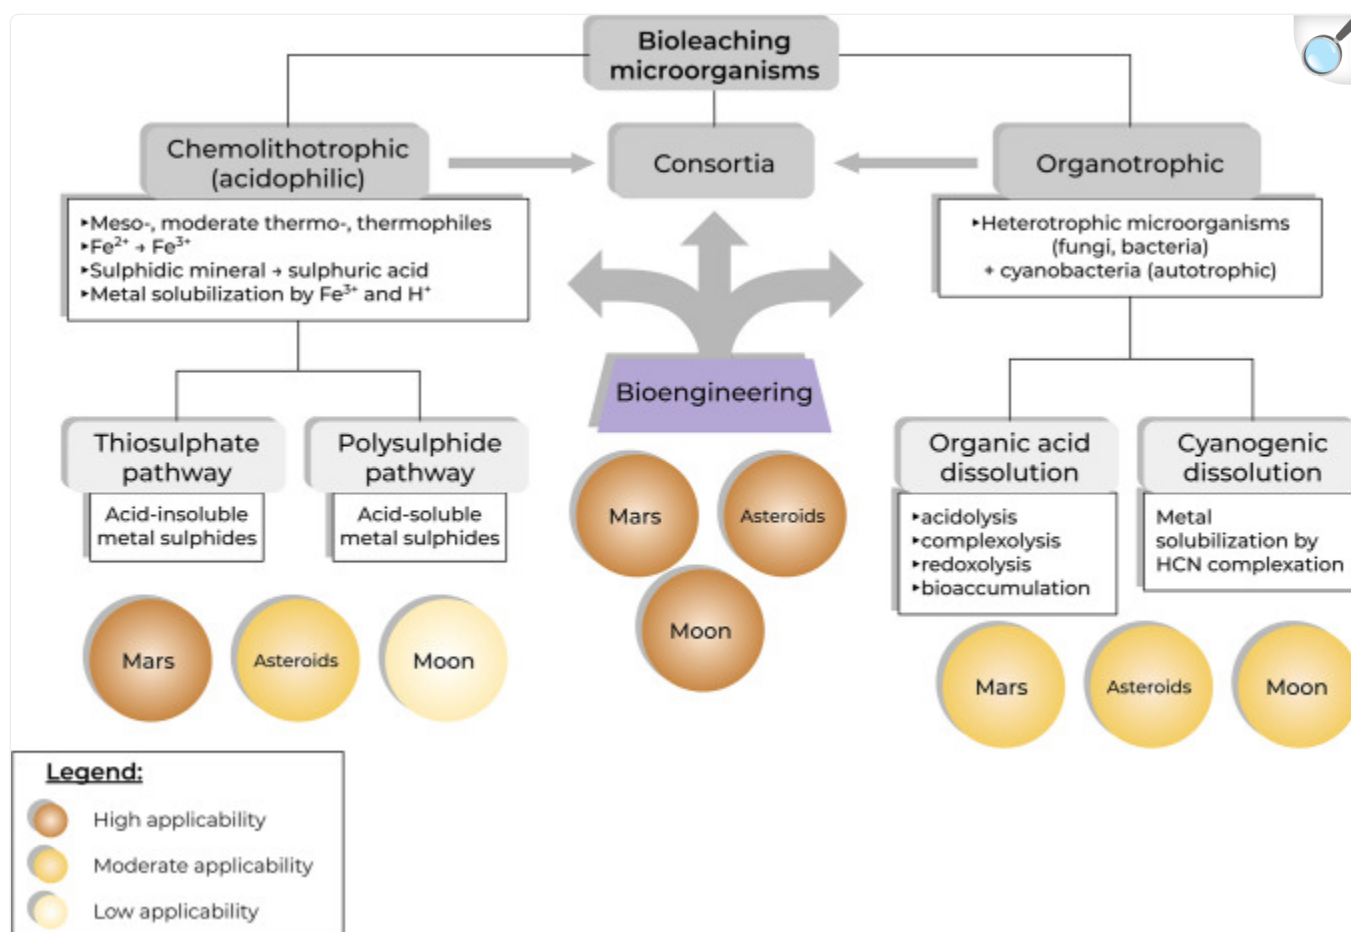 Bioleaching
microorganisms
Chemolithotrophic
(acidophilic)
Consortia
Organotrophic
‣Meso-, moderate thermo-, thermophiles
‣Fe²⁺ → Fe³⁺
‣Sulphidic mineral → sulphuric acid
‣Metal solubilization by Fe³⁺ and H⁺
‣Heterotrophic microorganisms
(fungi, bacteria)
+ cyanobacteria (autotrophic)
Bioengineering
Thiosulphate
pathway
Acid-insoluble
metal sulphides
Polysulphide
pathway
Acid-soluble
metal sulphides
Mars
Asteroids
Moon
Mars
Asteroids
Moon
Organic acid
dissolution
‣acidolysis
‣complexolysis
‣redoxolysis
‣bioaccumulation
Cyanogenic
dissolution
Metal
solubilization by
HCN complexation
Mars
Asteroids
Moon
Legend:
High applicability
Moderate applicability
Low applicability